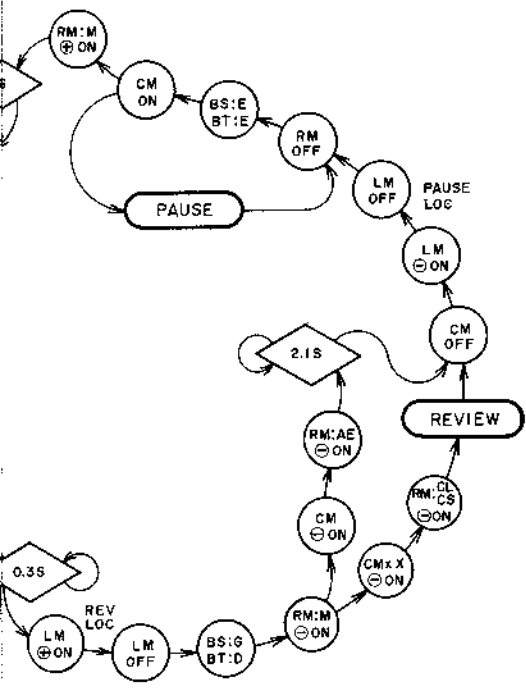 RM:M
⊕ ON
CM
ON
BS:E
BT:E
RM
OFF
PAUSE
LM
OFF
PAUSE
LOC
LM
⊖ ON
CM
OFF
2.1S
REVIEW
RM:AE
⊖ ON
RM:CL
CS
⊖ ON
CM
⊖ ON
CMxX
⊖ ON
0.3S
REV
LOC
LM
⊕ ON
LM
OFF
BS:G
BT:D
RM:M
⊖ ON